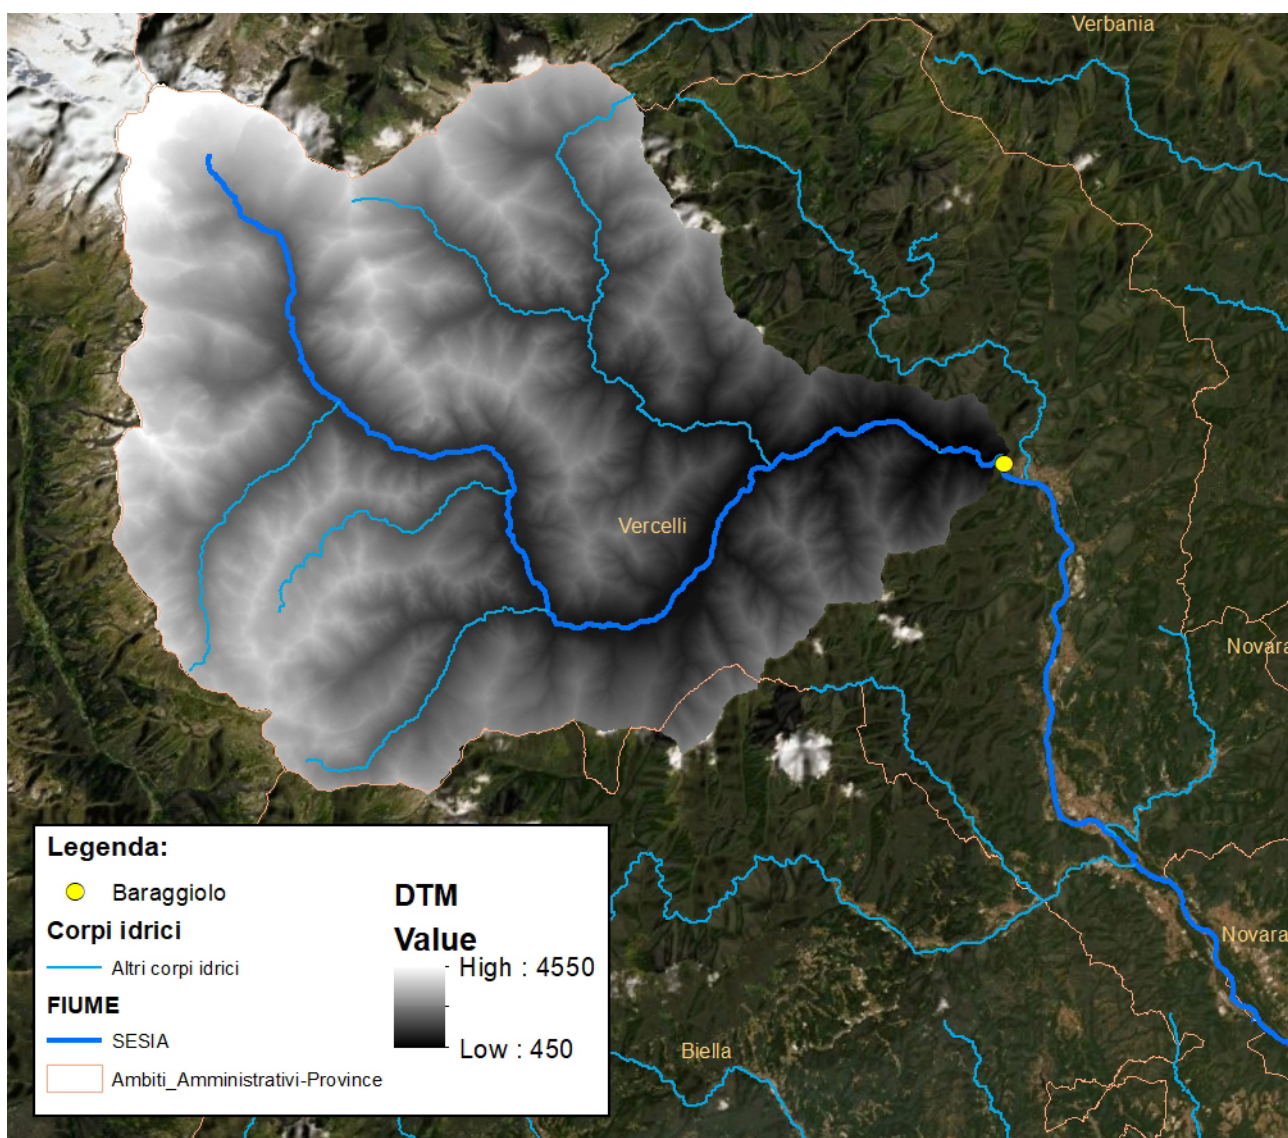 Verbania
Vercelli
Novara
Novara
Biella
Legenda:
Baraggiolo
Corpi idrici
Altri corpi idrici
FIUME
SESIA
Ambiti_Amministrativi-Province
DTM
Value
High : 4550
Low : 450